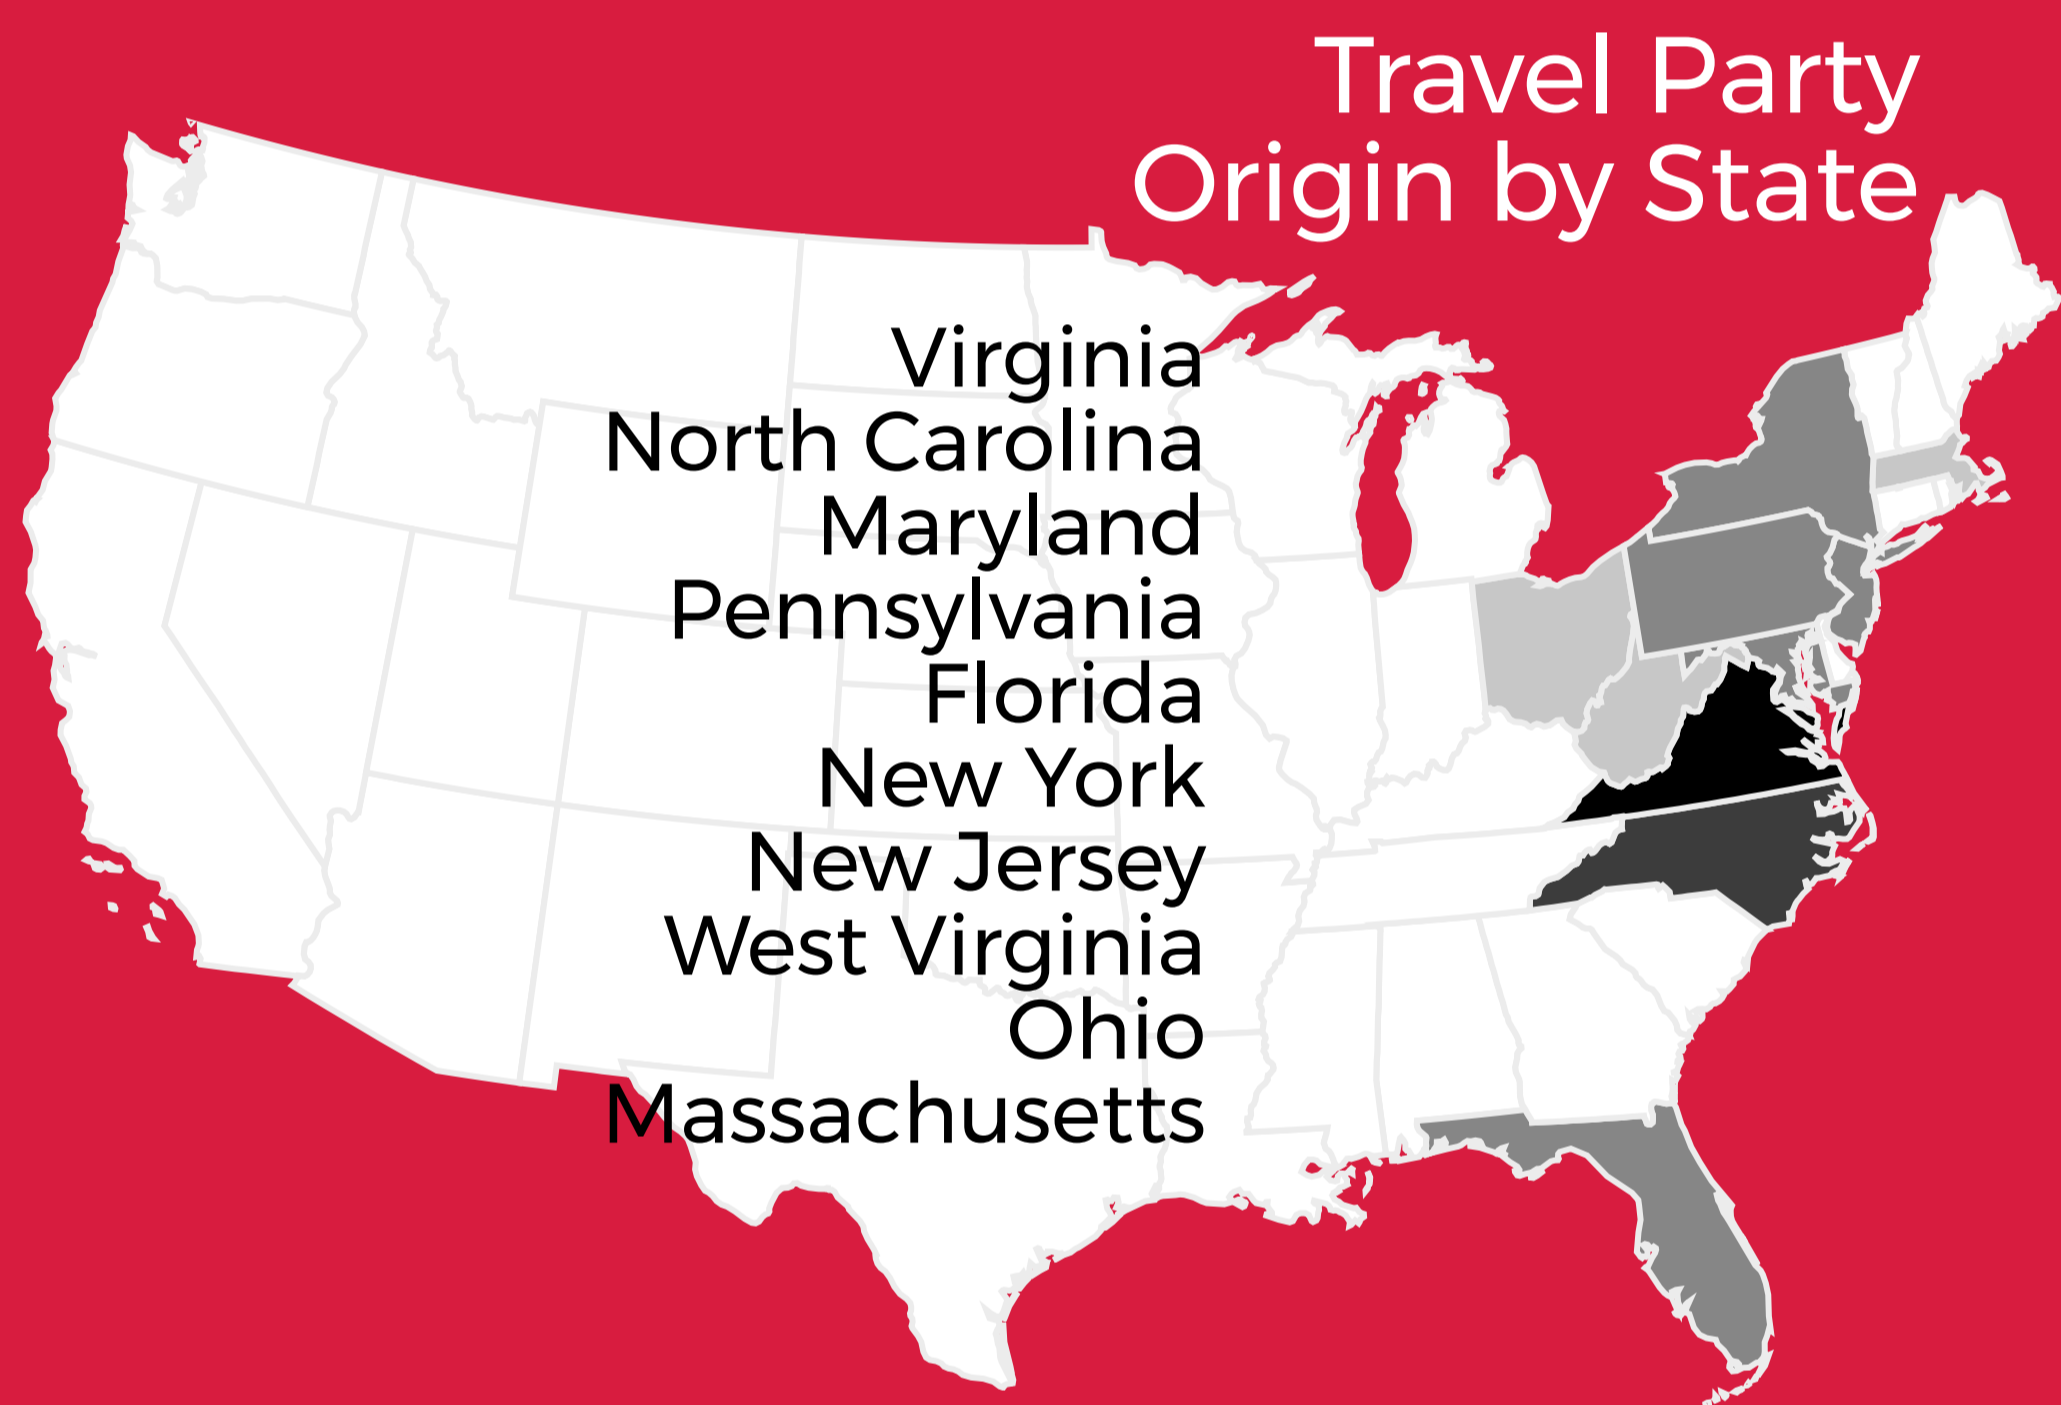 Travel Party
Origin by State
Virginia
North Carolina
Maryland
Pennsylvania
Florida
New York
New Jersey
West Virginia
Ohio
Massachusetts